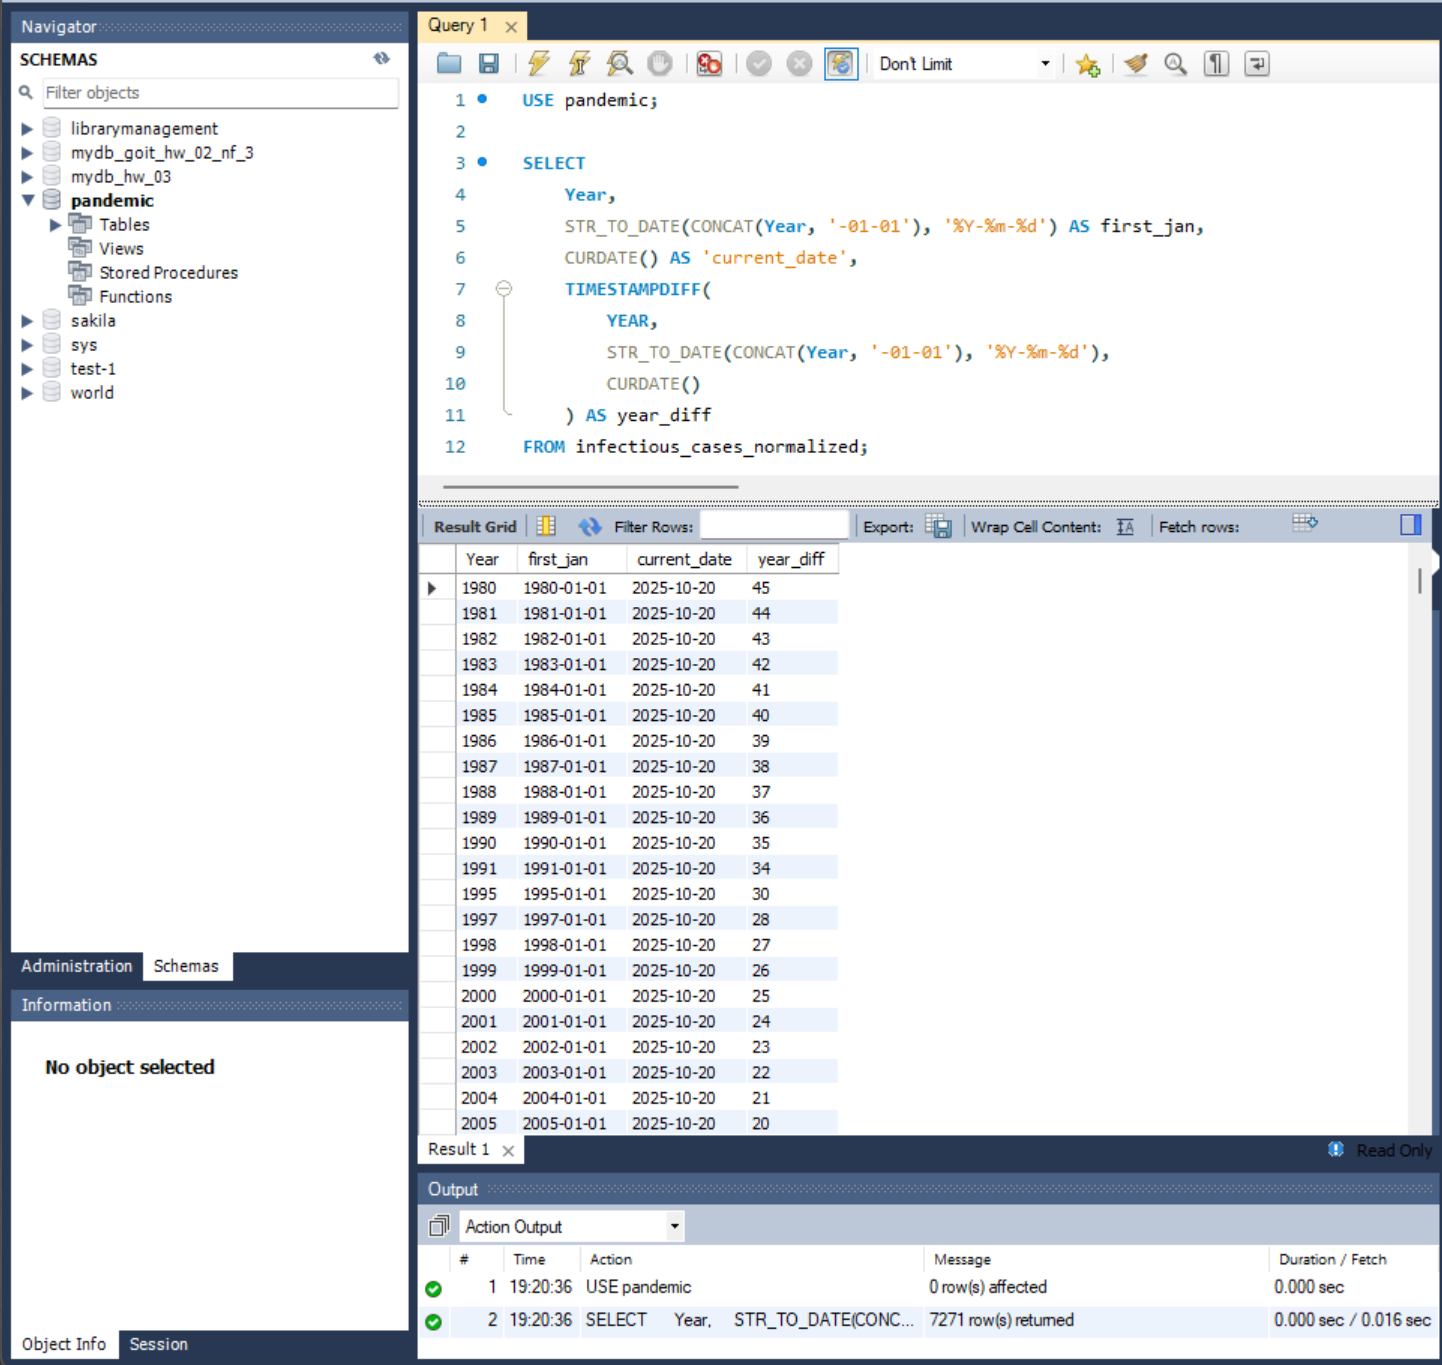 Navigator
SCHEMAS
Filter objects
librarymanagement
mydb_goit_hw_02_nf_3
mydb_hw_03
pandemic
Tables
Views
Stored Procedures
Functions
sakila
sys
test-1
world
Administration Schemas
Information
No object selected
Object Info Session
Query 1
Don't Limit
1 USE pandemic;
2
3 SELECT
4 Year,
5 STR_TO_DATE(CONCAT(Year, '-01-01'), '%Y-%m-%d') AS first_jan,
6 CURDATE() AS 'current_date',
7 TIMESTAMPDIFF(
8 YEAR,
9 STR_TO_DATE(CONCAT(Year, '-01-01'), '%Y-%m-%d'),
10 CURDATE()
11 ) AS year_diff
12 FROM infectious_cases_normalized;
Result Grid Filter Rows: Export: Wrap Cell Content: Fetch rows:
Year first_jan current_date year_diff
1980 1980-01-01 2025-10-20 45
1981 1981-01-01 2025-10-20 44
1982 1982-01-01 2025-10-20 43
1983 1983-01-01 2025-10-20 42
1984 1984-01-01 2025-10-20 41
1985 1985-01-01 2025-10-20 40
1986 1986-01-01 2025-10-20 39
1987 1987-01-01 2025-10-20 38
1988 1988-01-01 2025-10-20 37
1989 1989-01-01 2025-10-20 36
1990 1990-01-01 2025-10-20 35
1991 1991-01-01 2025-10-20 34
1995 1995-01-01 2025-10-20 30
1997 1997-01-01 2025-10-20 28
1998 1998-01-01 2025-10-20 27
1999 1999-01-01 2025-10-20 26
2000 2000-01-01 2025-10-20 25
2001 2001-01-01 2025-10-20 24
2002 2002-01-01 2025-10-20 23
2003 2003-01-01 2025-10-20 22
2004 2004-01-01 2025-10-20 21
2005 2005-01-01 2025-10-20 20
Result 1 Read Only
Output
Action Output
# Time Action Message Duration / Fetch
1 19:20:36 USE pandemic 0 row(s) affected 0.000 sec
2 19:20:36 SELECT Year, STR_TO_DATE(CONC... 7271 row(s) returned 0.000 sec / 0.016 sec